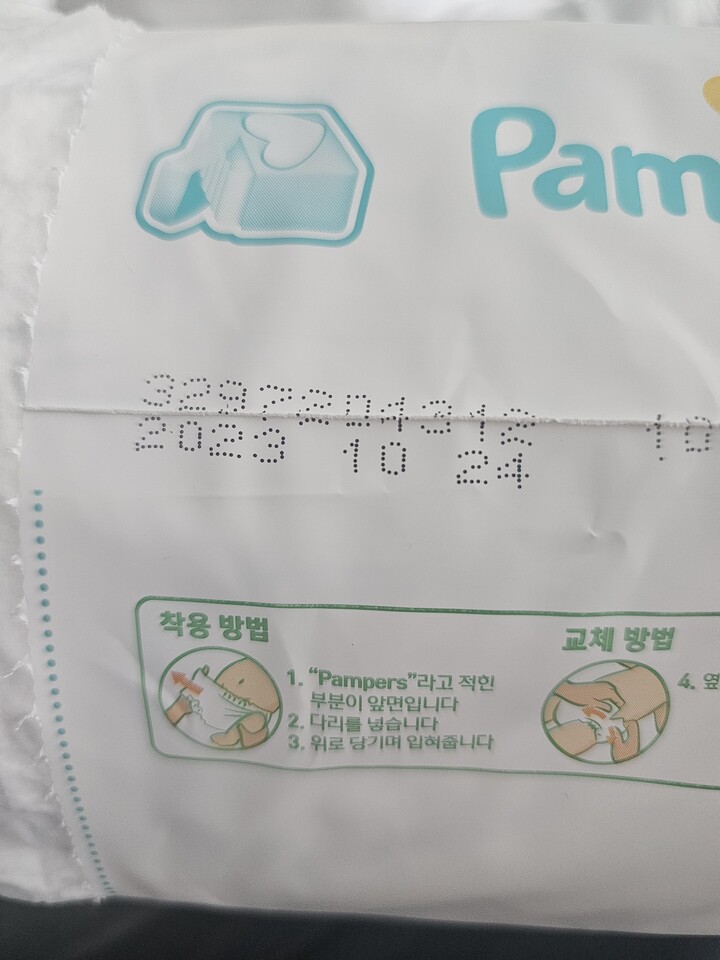 Pam
2023 10 24
착용 방법
1. “Pampers”라고 적힌
부분이 앞면입니다
2. 다리를 넣습니다
3. 위로 당기며 입혀줍니다
교체 방법
4. 옆